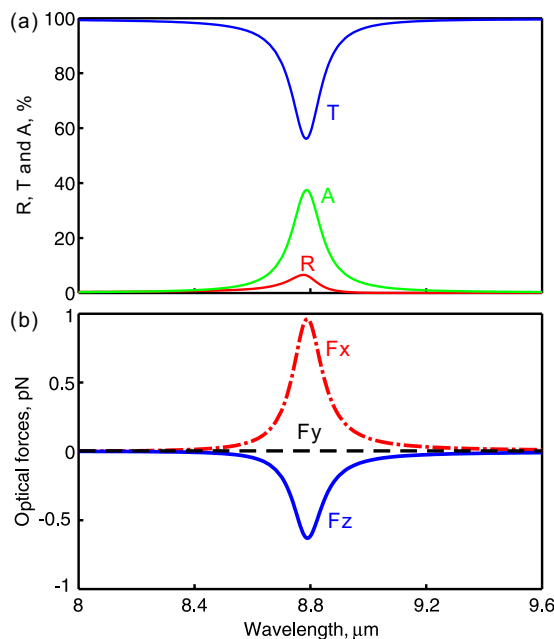 (a)
100
80
60
40
20
0
R, T and A, %
T
A
R
(b)
1
0.5
0
-0.5
-1
Optical forces, pN
Fx
Fy
Fz
8
8.4
8.8
9.2
9.6
Wavelength, μm